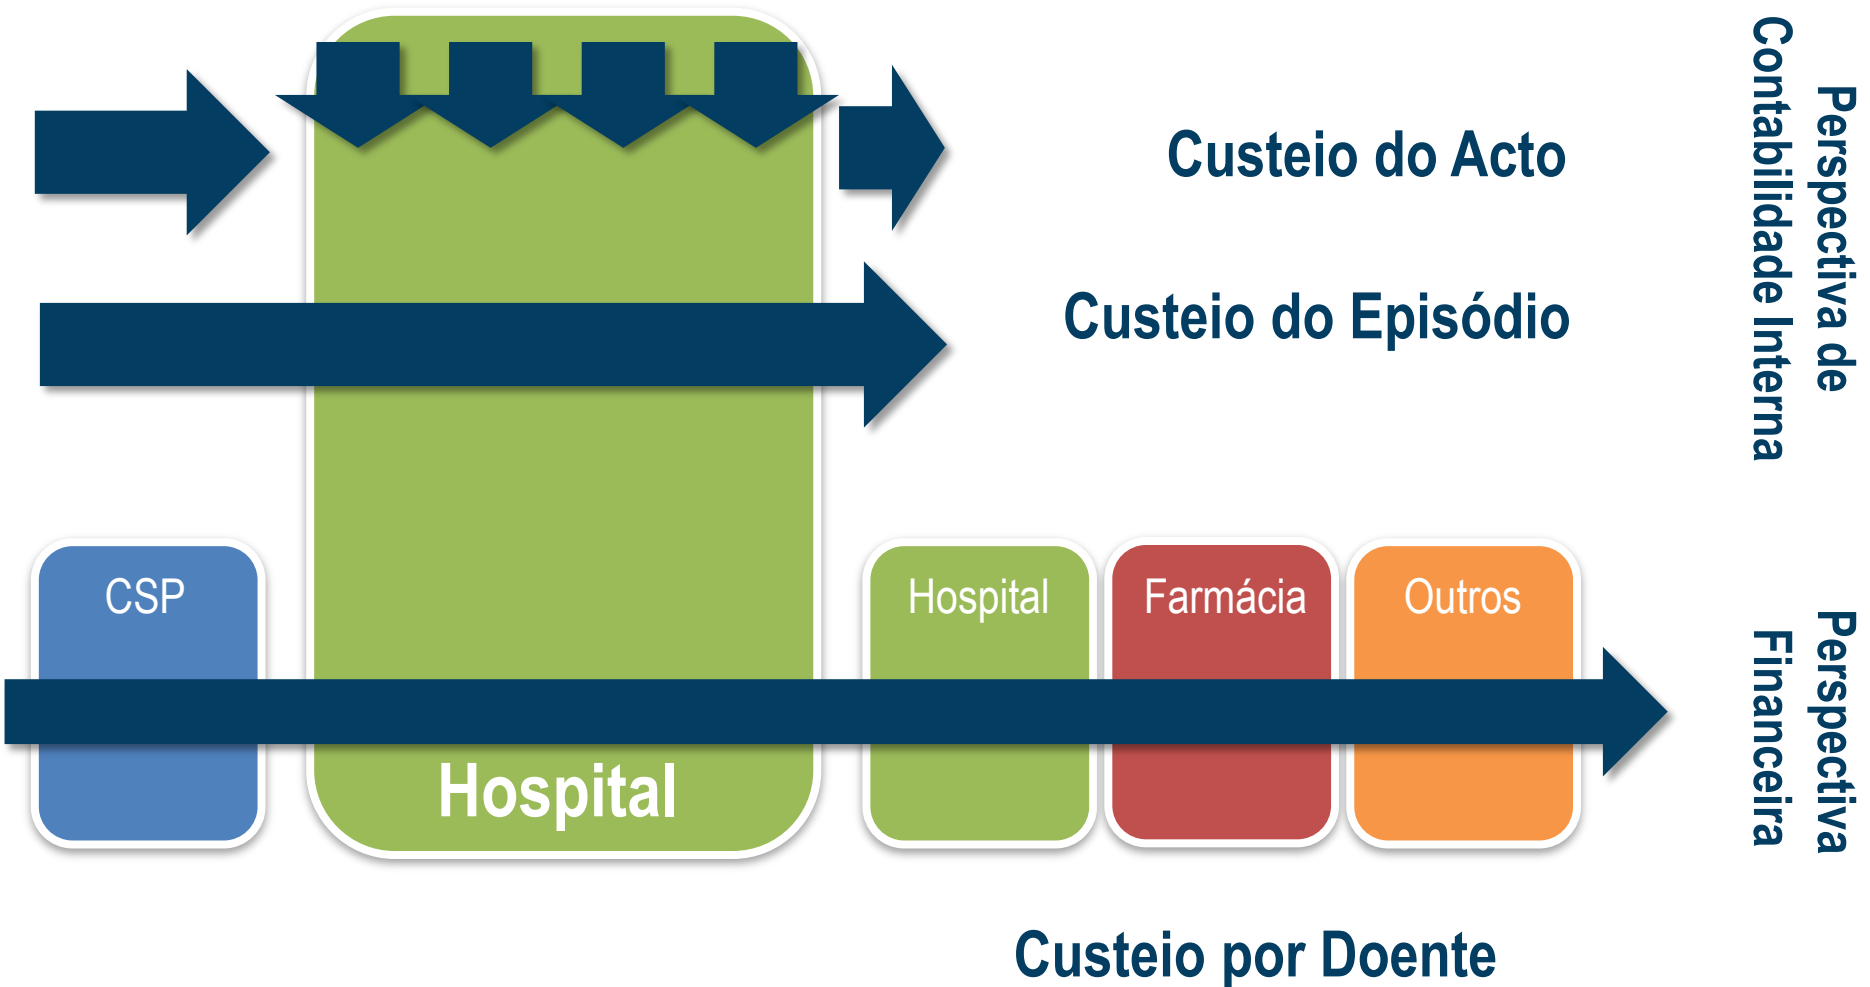 Custeio do Acto
Custeio do Episódio
Perspectiva de
Contabilidade Interna
CSP
Hospital
Farmácia
Outros
Hospital
Perspectiva
Financeira
Custeio por Doente